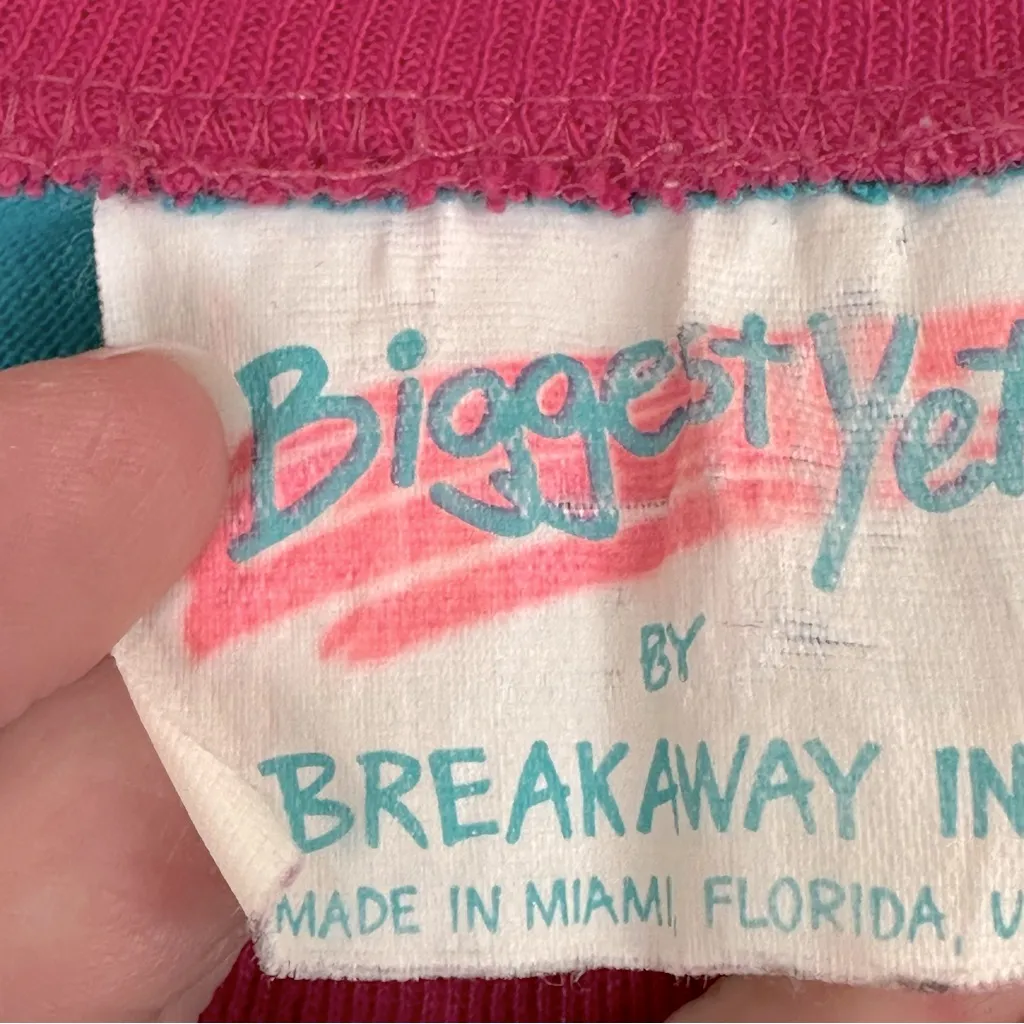 Biggest Yet
BY
BREAKAWAY IN
MADE IN MIAMI, FLORIDA, U